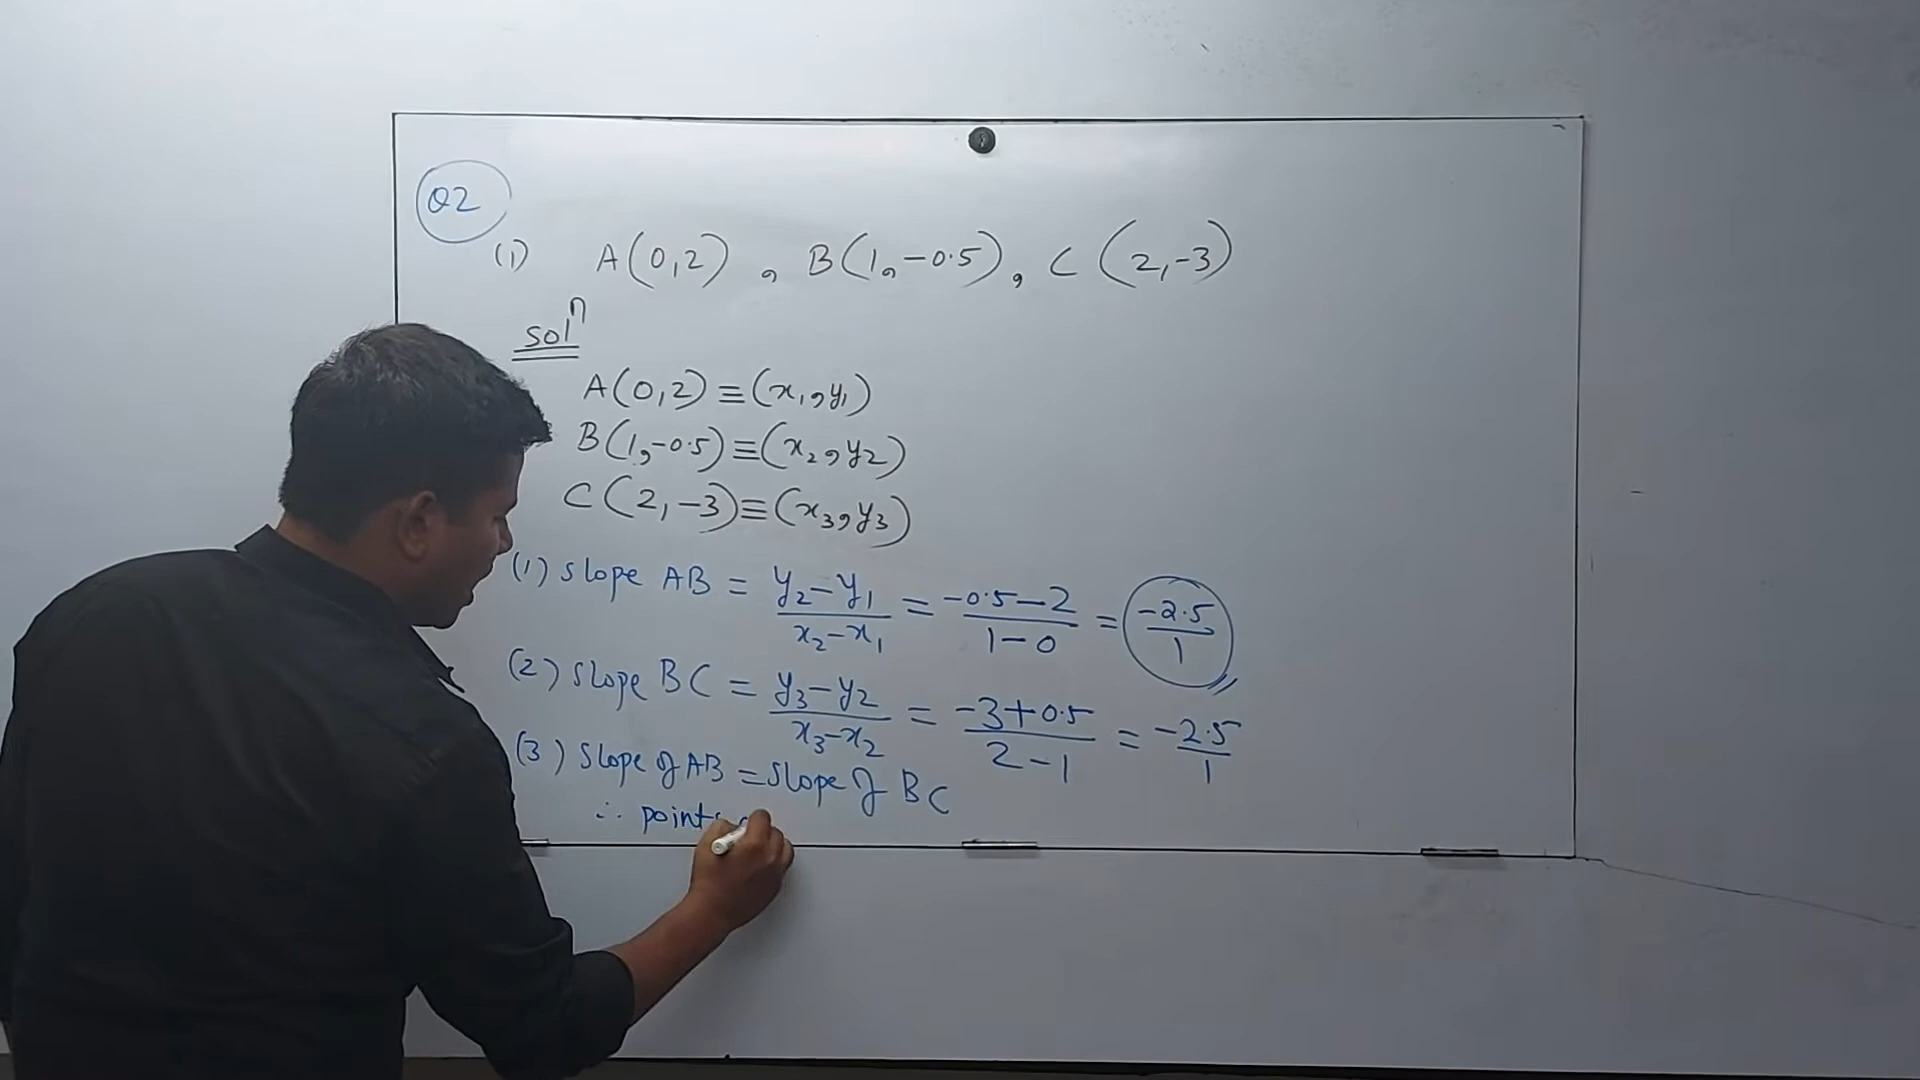 Q2
(1) A(0,2), B(1,-0.5), C(2,-3)
solⁿ
A(0,2)≡(x₁,y₁)
B(1,-0.5)≡(x₂,y₂)
C(2,-3)≡(x₃,y₃)
(1) slope AB = y₂-y₁/x₂-x₁ = -0.5-2/1-0 = -2.5/1
(2) slope BC = y₃-y₂/x₃-x₂ = -3+0.5/2-1 = -2.5/1
(3) slope of AB = slope of BC
∴ points